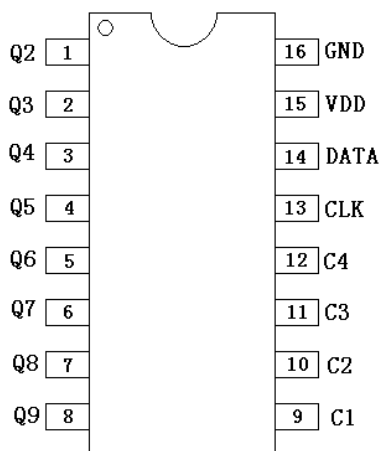 Q2 1 16 GND
Q3 2 15 VDD
Q4 3 14 DATA
Q5 4 13 CLK
Q6 5 12 C4
Q7 6 11 C3
Q8 7 10 C2
Q9 8 9 C1